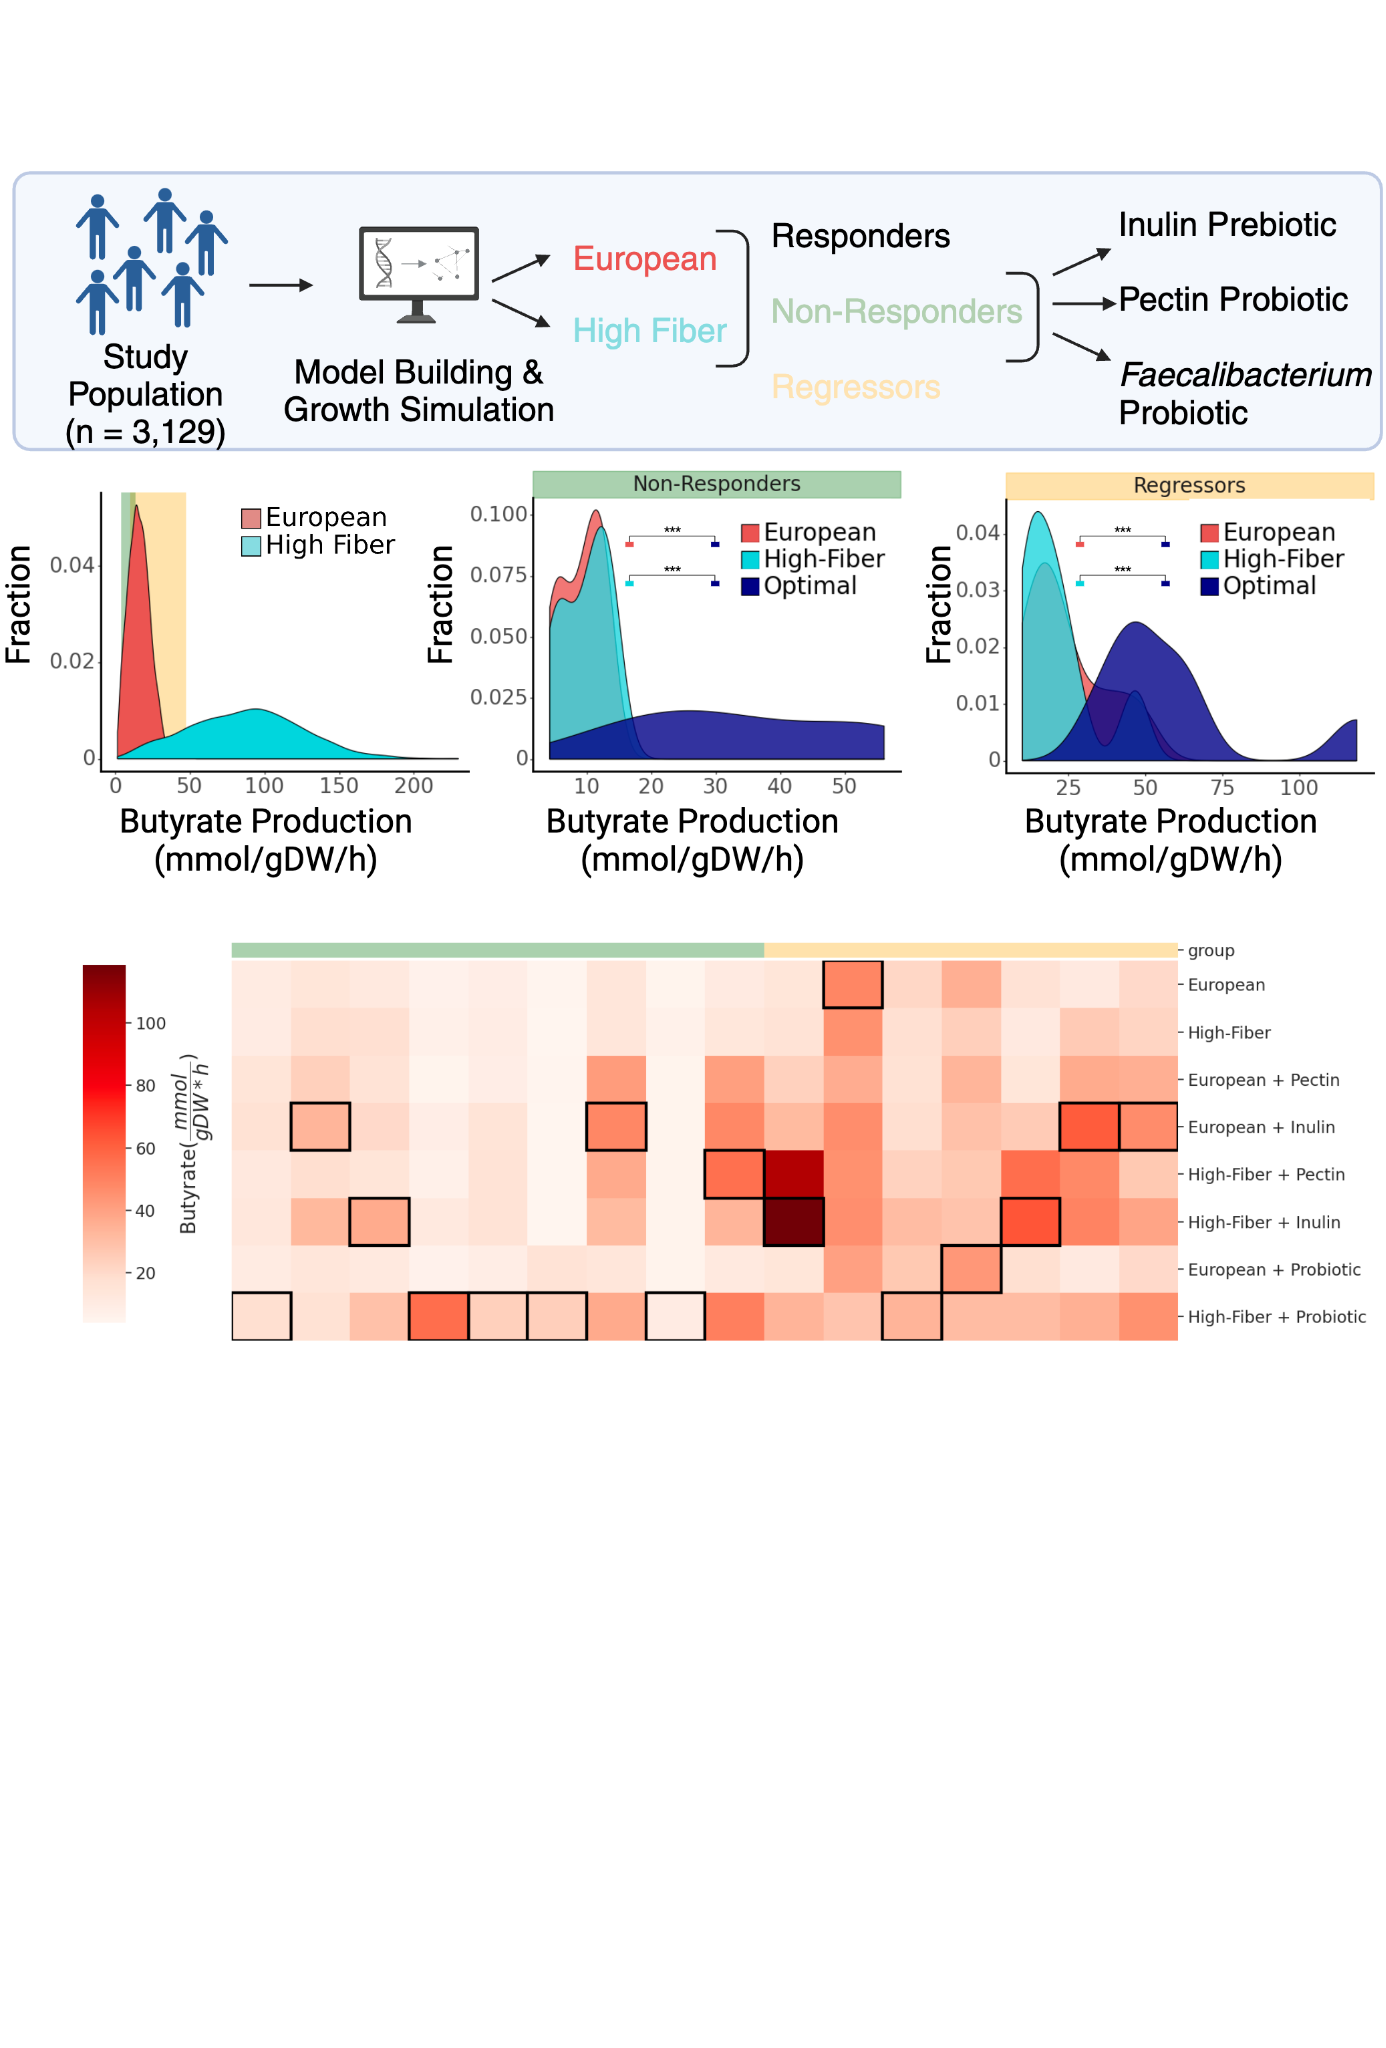 Study
Population
(n = 3,129)
Model Building &
Growth Simulation
European
High Fiber
Responders
Non-Responders
Regressors
Inulin Prebiotic
Pectin Probiotic
Faecalibacterium
Probiotic
Fraction
0.04
0.02
0
European
High Fiber
0 50 100 150 200
Butyrate Production
(mmol/gDW/h)
Non-Responders
Fraction
0.100
0.075
0.050
0.025
0
***
***
European
High-Fiber
Optimal
10 20 30 40 50
Butyrate Production
(mmol/gDW/h)
Regressors
Fraction
0.04
0.03
0.02
0.01
0
***
***
European
High-Fiber
Optimal
25 50 75 100
Butyrate Production
(mmol/gDW/h)
100
80
60
40
20
Butyrate(mmol/gDW*h)
group
European
High-Fiber
European + Pectin
European + Inulin
High-Fiber + Pectin
High-Fiber + Inulin
European + Probiotic
High-Fiber + Probiotic